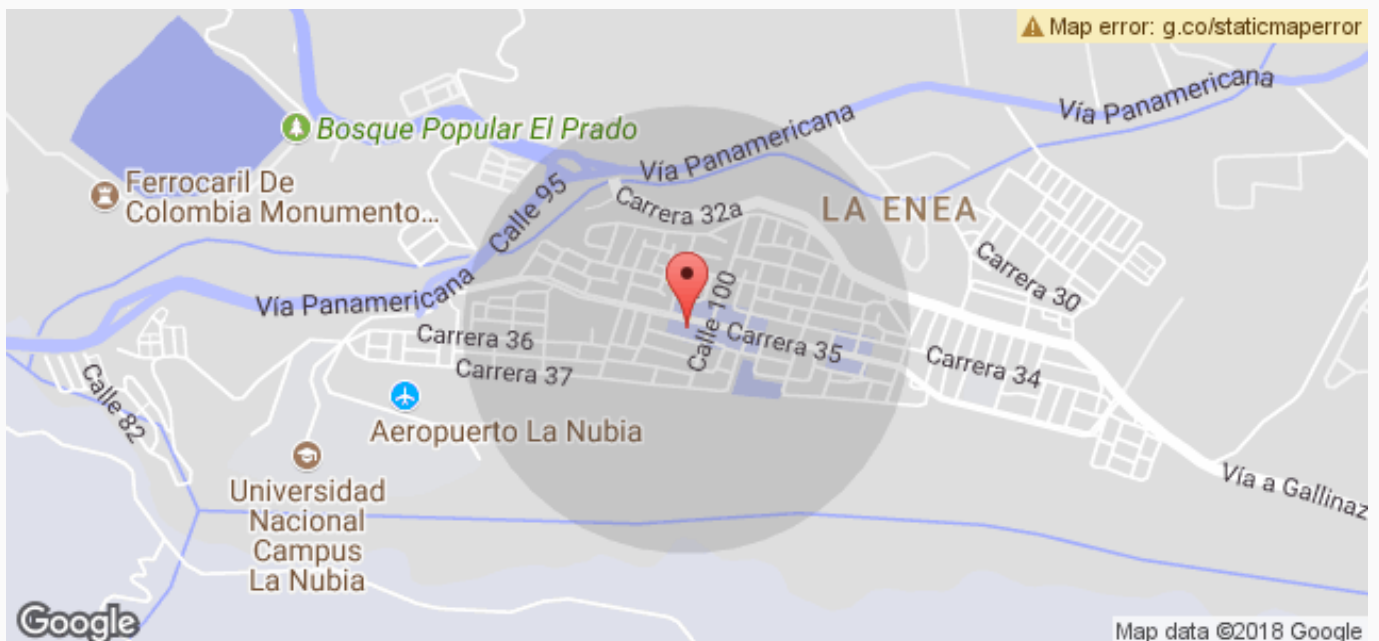 Map error: g.co/staticmaperror
Vía Panamericana
Bosque Popular El Prado
Vía Panamericana
Ferrocaril De
Colombia Monumento...
Calle 95
Carrera 32a
LA ENEA
Carrera 30
Vía Panamericana
Calle 100
Carrera 36
Carrera 35
Carrera 34
Carrera 37
Calle 82
Aeropuerto La Nubia
Universidad
Nacional
Campus
La Nubia
Vía a Gallinaz
Google
Map data ©2018 Google